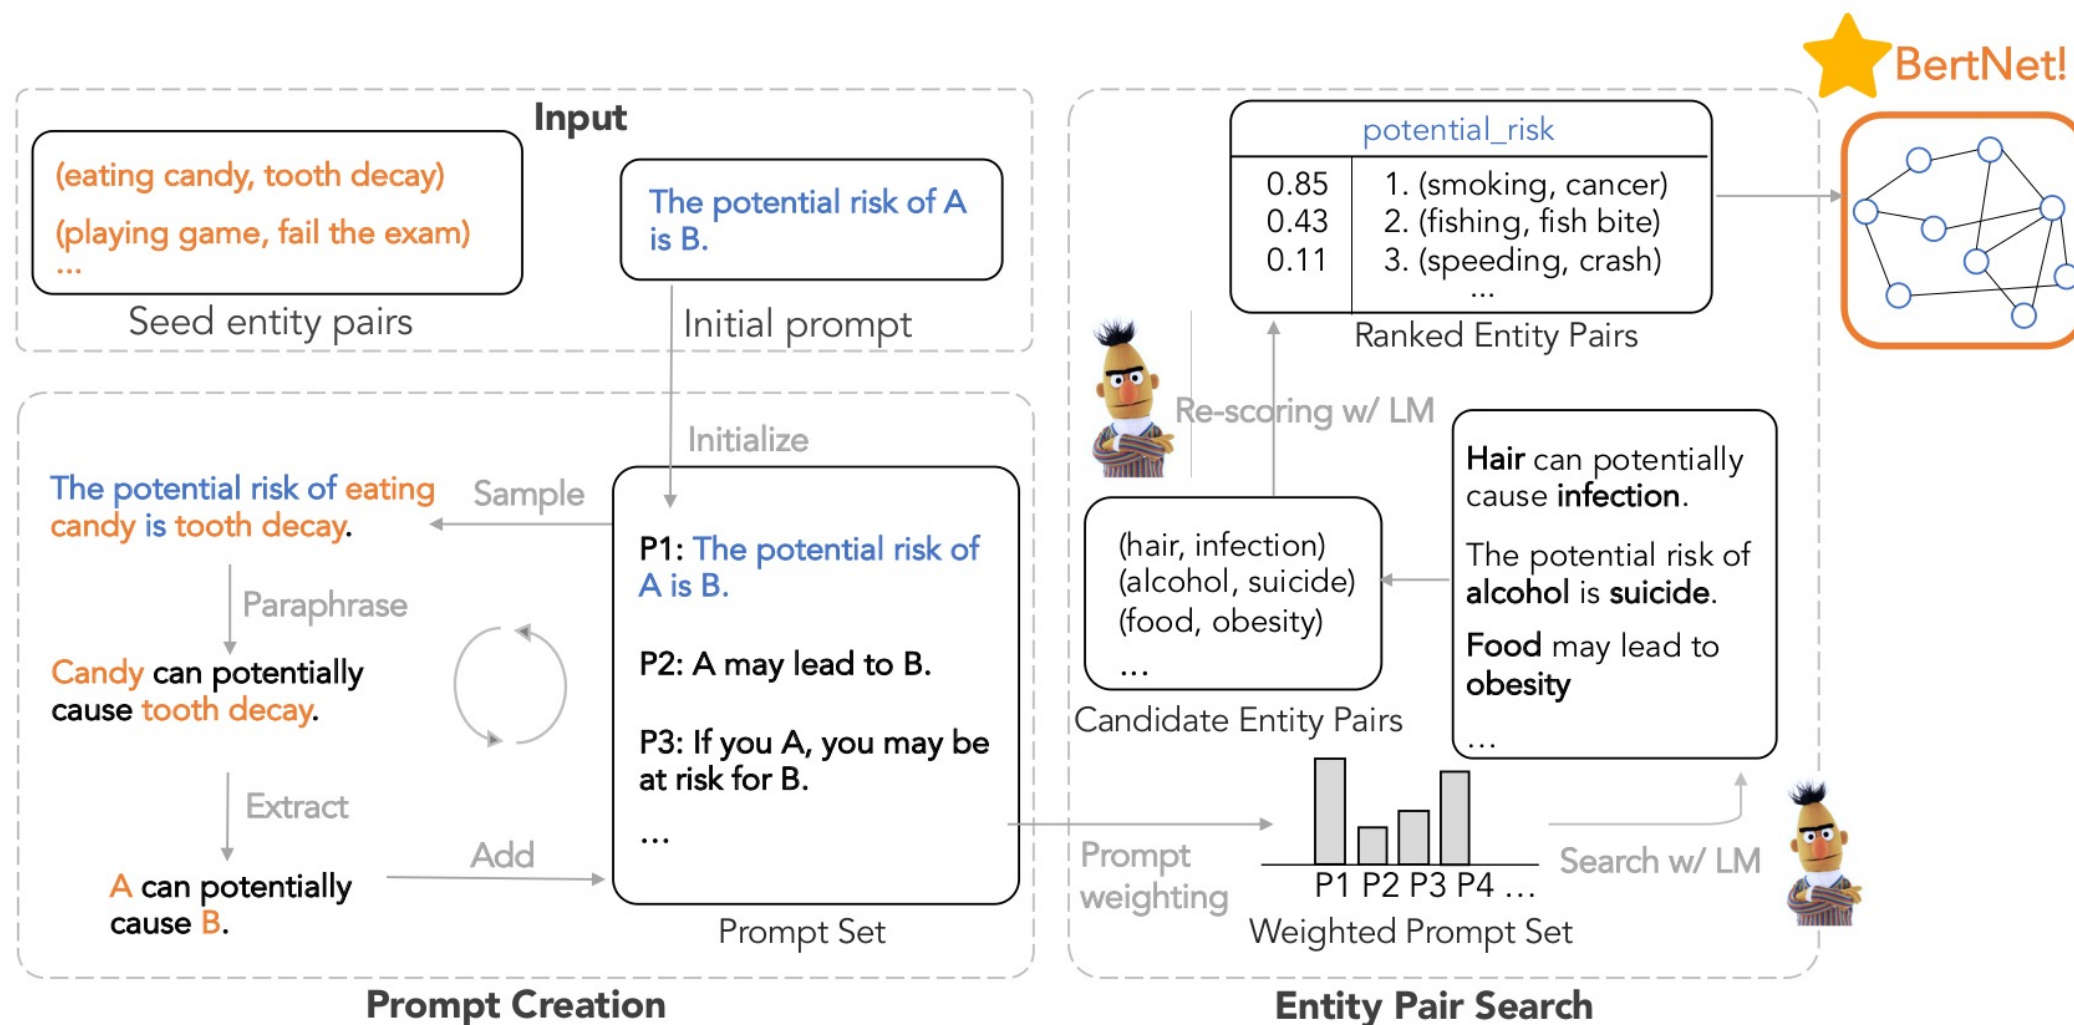 BertNet!
Input
(eating candy, tooth decay)
(playing game, fail the exam)
...
Seed entity pairs
The potential risk of A
is B.
Initial prompt
Initialize
The potential risk of eating
candy is tooth decay.
Sample
Paraphrase
Candy can potentially
cause tooth decay.
Extract
A can potentially
cause B.
Add
P1: The potential risk of
A is B.
P2: A may lead to B.
P3: If you A, you may be
at risk for B.
...
Prompt Set
Prompt Creation
potential_risk
0.85 1. (smoking, cancer)
0.43 2. (fishing, fish bite)
0.11 3. (speeding, crash)
...
Ranked Entity Pairs
Re-scoring w/ LM
(hair, infection)
(alcohol, suicide)
(food, obesity)
...
Candidate Entity Pairs
Hair can potentially
cause infection.
The potential risk of
alcohol is suicide.
Food may lead to
obesity
...
Prompt
weighting
P1 P2 P3 P4 ...
Weighted Prompt Set
Search w/ LM
Entity Pair Search